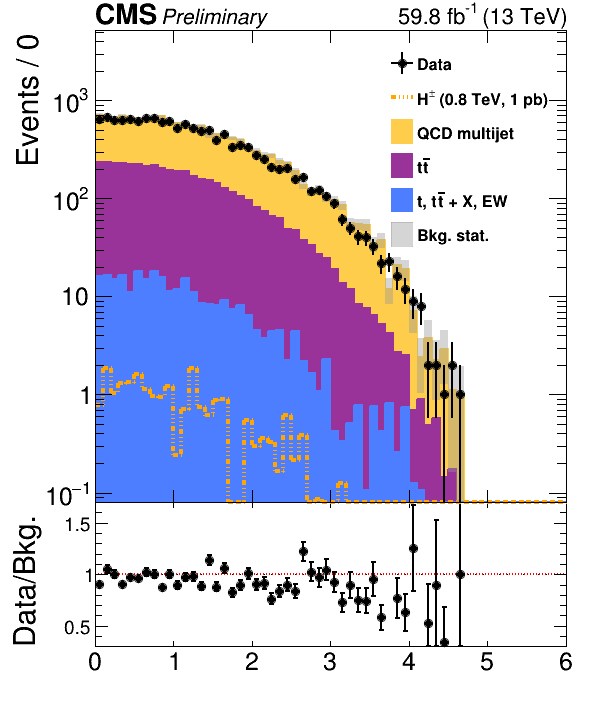 CMS Preliminary 59.8 fb⁻¹ (13 TeV)
Events / 0
10³
10²
10
1
10⁻¹
Data
H± (0.8 TeV, 1 pb)
QCD multijet
tt̄
t, tt̄ + X, EW
Bkg. stat.
Data/Bkg.
1.5
1
0.5
0 1 2 3 4 5 6